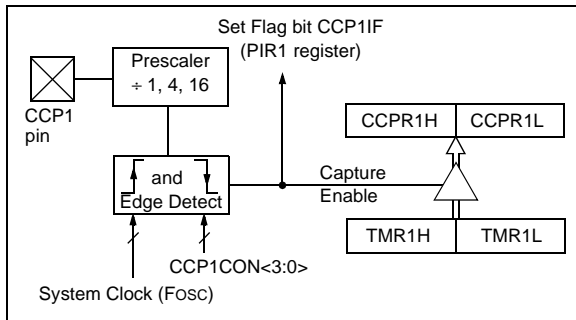 Set Flag bit CCP1IF
(PIR1 register)
Prescaler
÷ 1, 4, 16
CCP1
pin
CCPR1H CCPR1L
and
Edge Detect
Capture
Enable
TMR1H TMR1L
CCP1CON<3:0>
System Clock (FOSC)